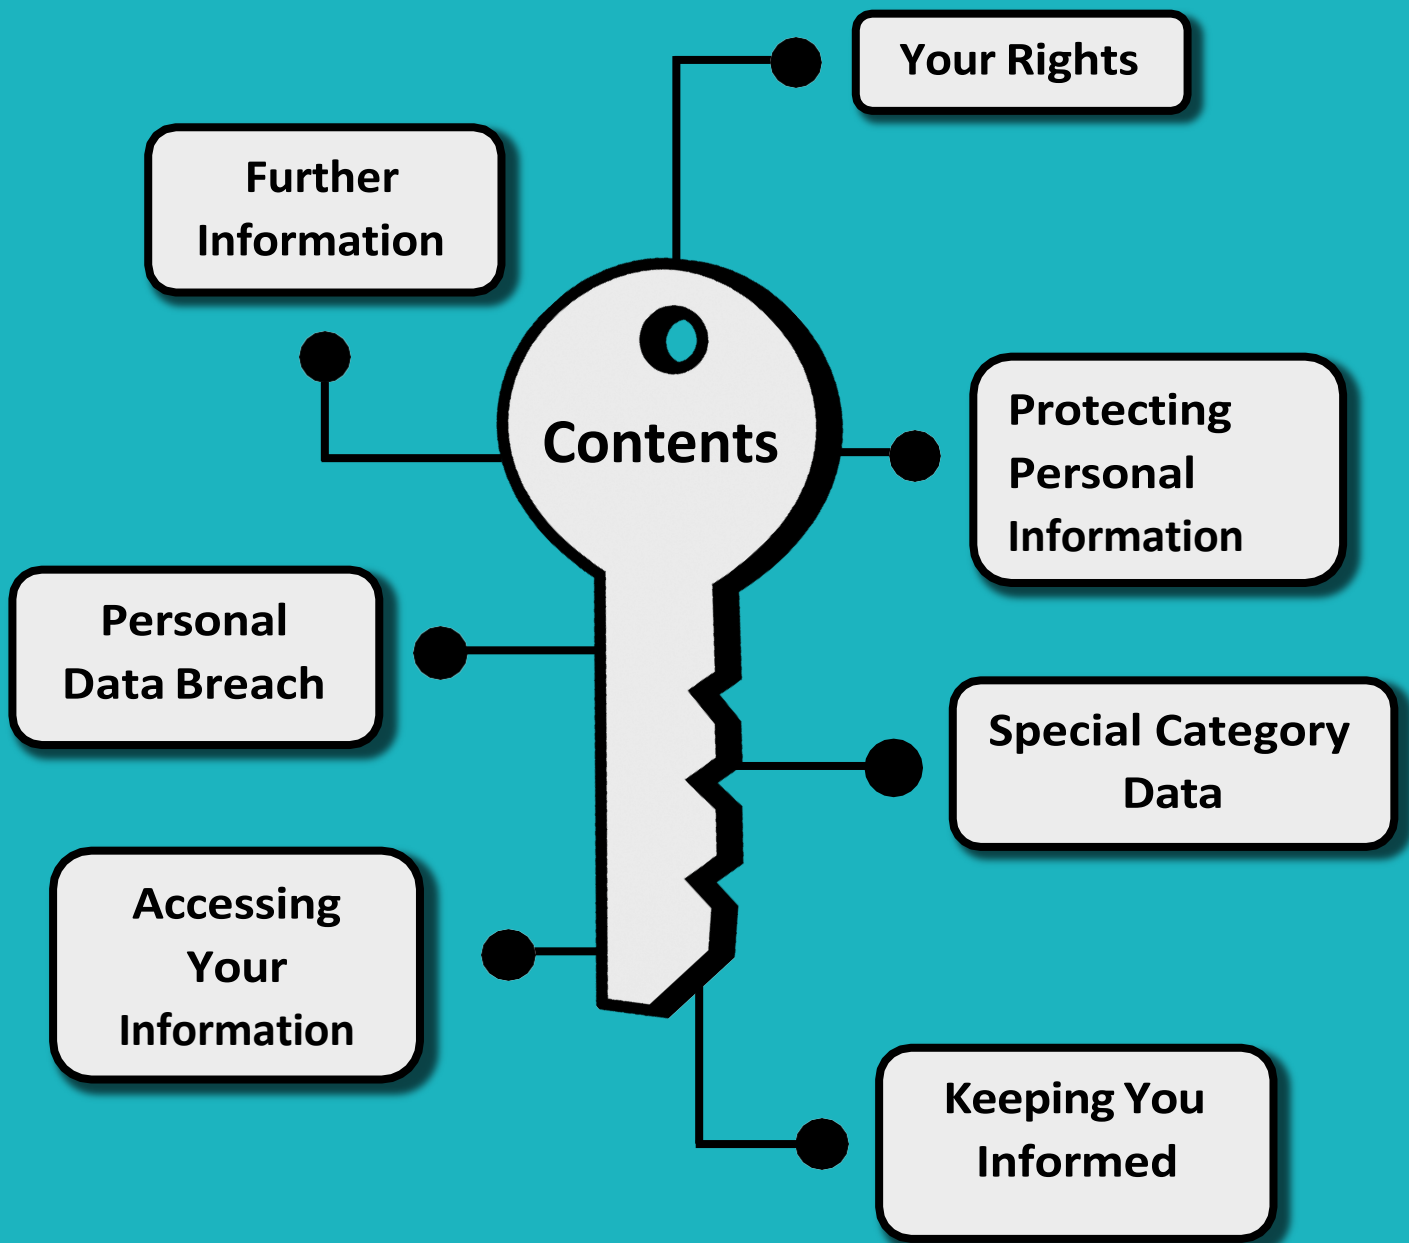 Your Rights
Further
Information
Contents
Protecting
Personal
Information
Personal
Data Breach
Special Category
Data
Accessing
Your
Information
Keeping You
Informed